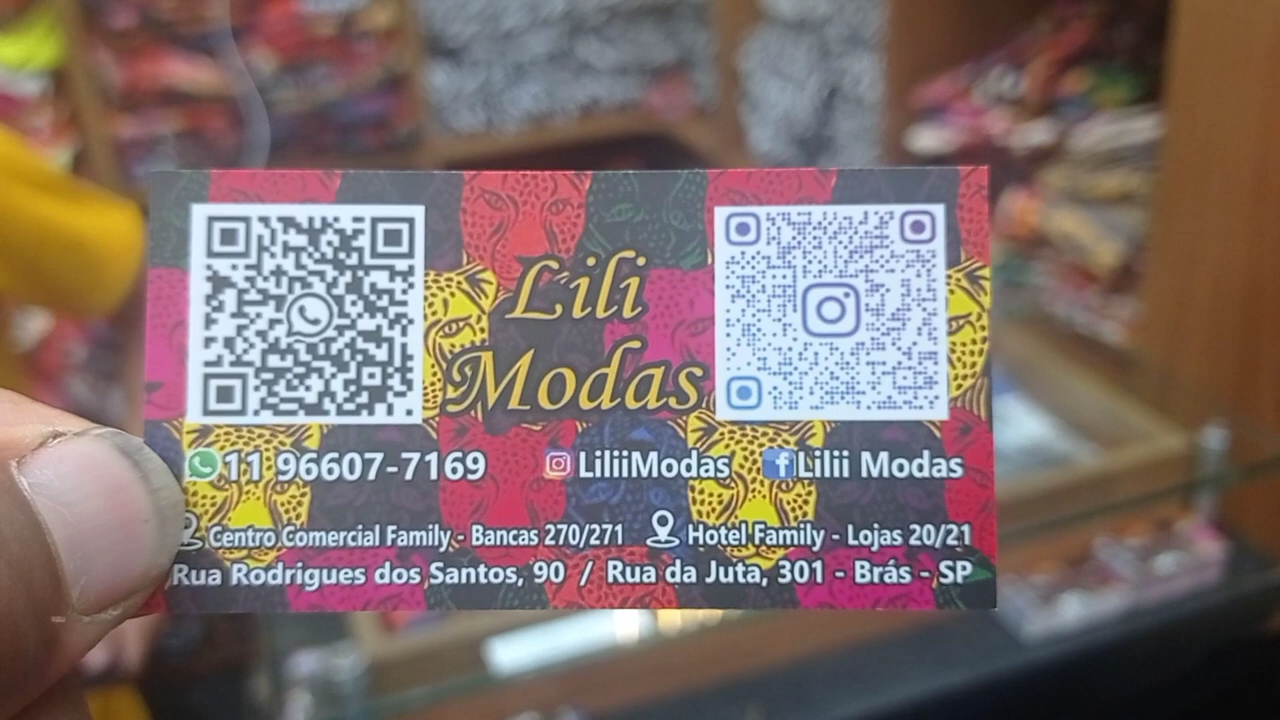 Lili
Modas
11 96607-7169 LiliiModas Lilii Modas
Centro Comercial Family - Bancas 270/271 Hotel Family - Lojas 20/21
Rua Rodrigues dos Santos, 90 / Rua da Juta, 301 - Brás - SP